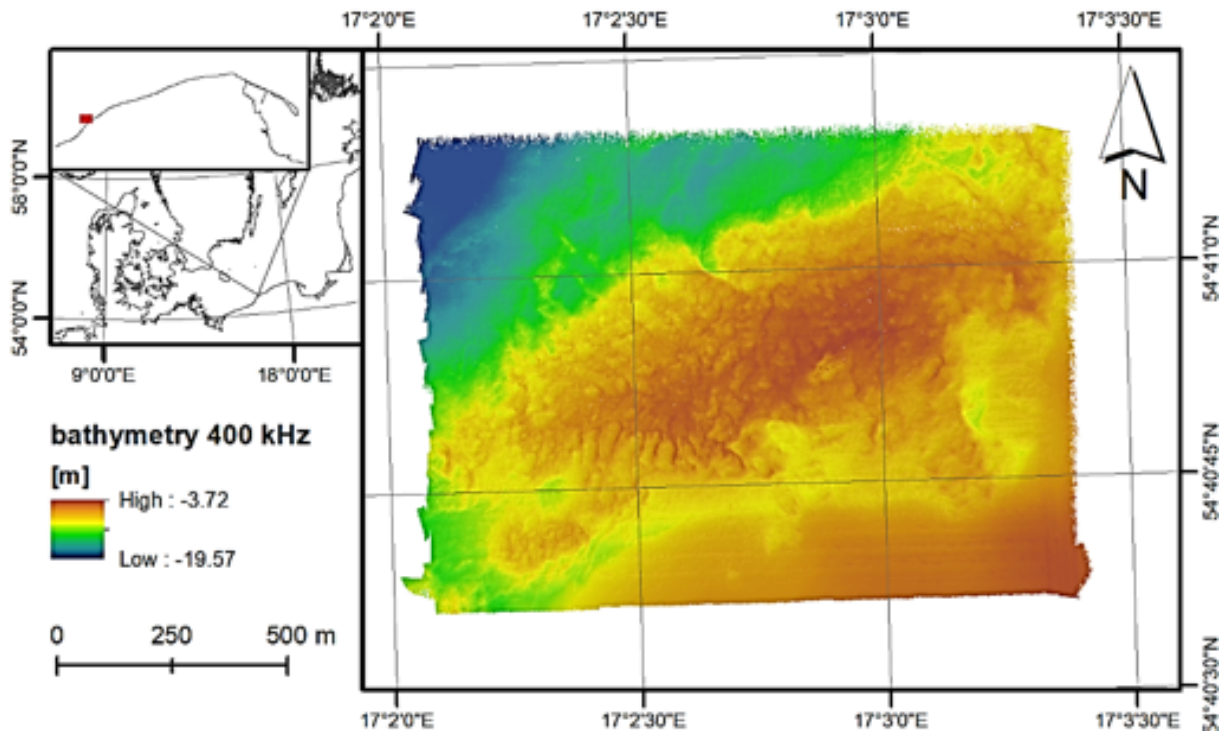 17°2'0"E
17°2'30"E
17°3'0"E
17°3'30"E
58°0'0"N
54°0'0"N
9°0'0"E
18°0'0"E
N
54°41'0"N
54°40'45"N
54°40'30"N
bathymetry 400 kHz
[m]
High : -3.72
Low : -19.57
0 250 500 m
17°2'0"E
17°2'30"E
17°3'0"E
17°3'30"E